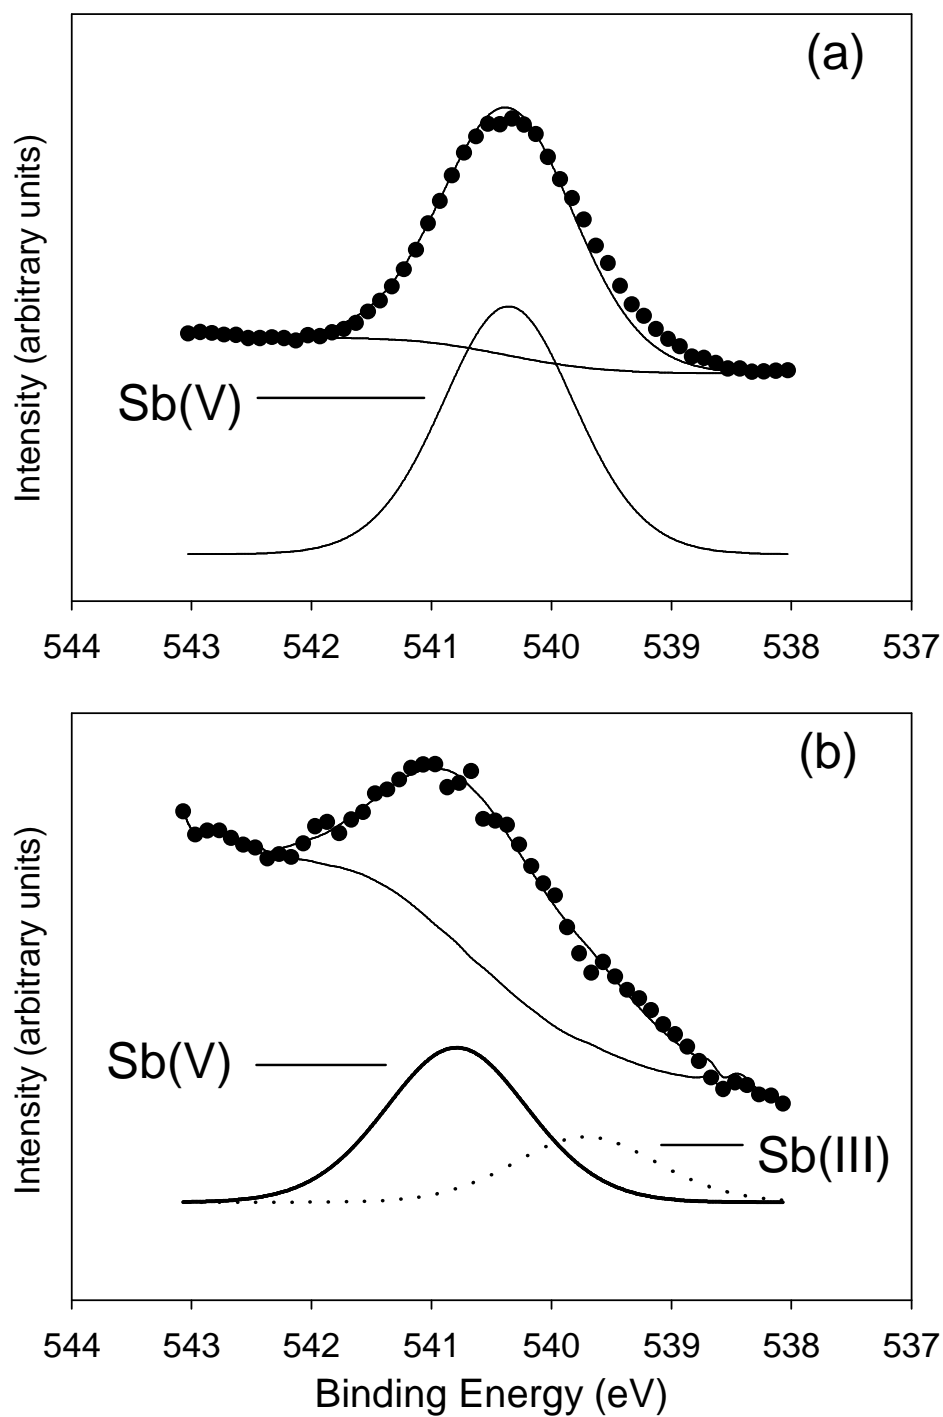 (a)
Intensity (arbitrary units)
Sb(V)
544 543 542 541 540 539 538 537
(b)
Intensity (arbitrary units)
Sb(V)
Sb(III)
544 543 542 541 540 539 538 537
Binding Energy (eV)